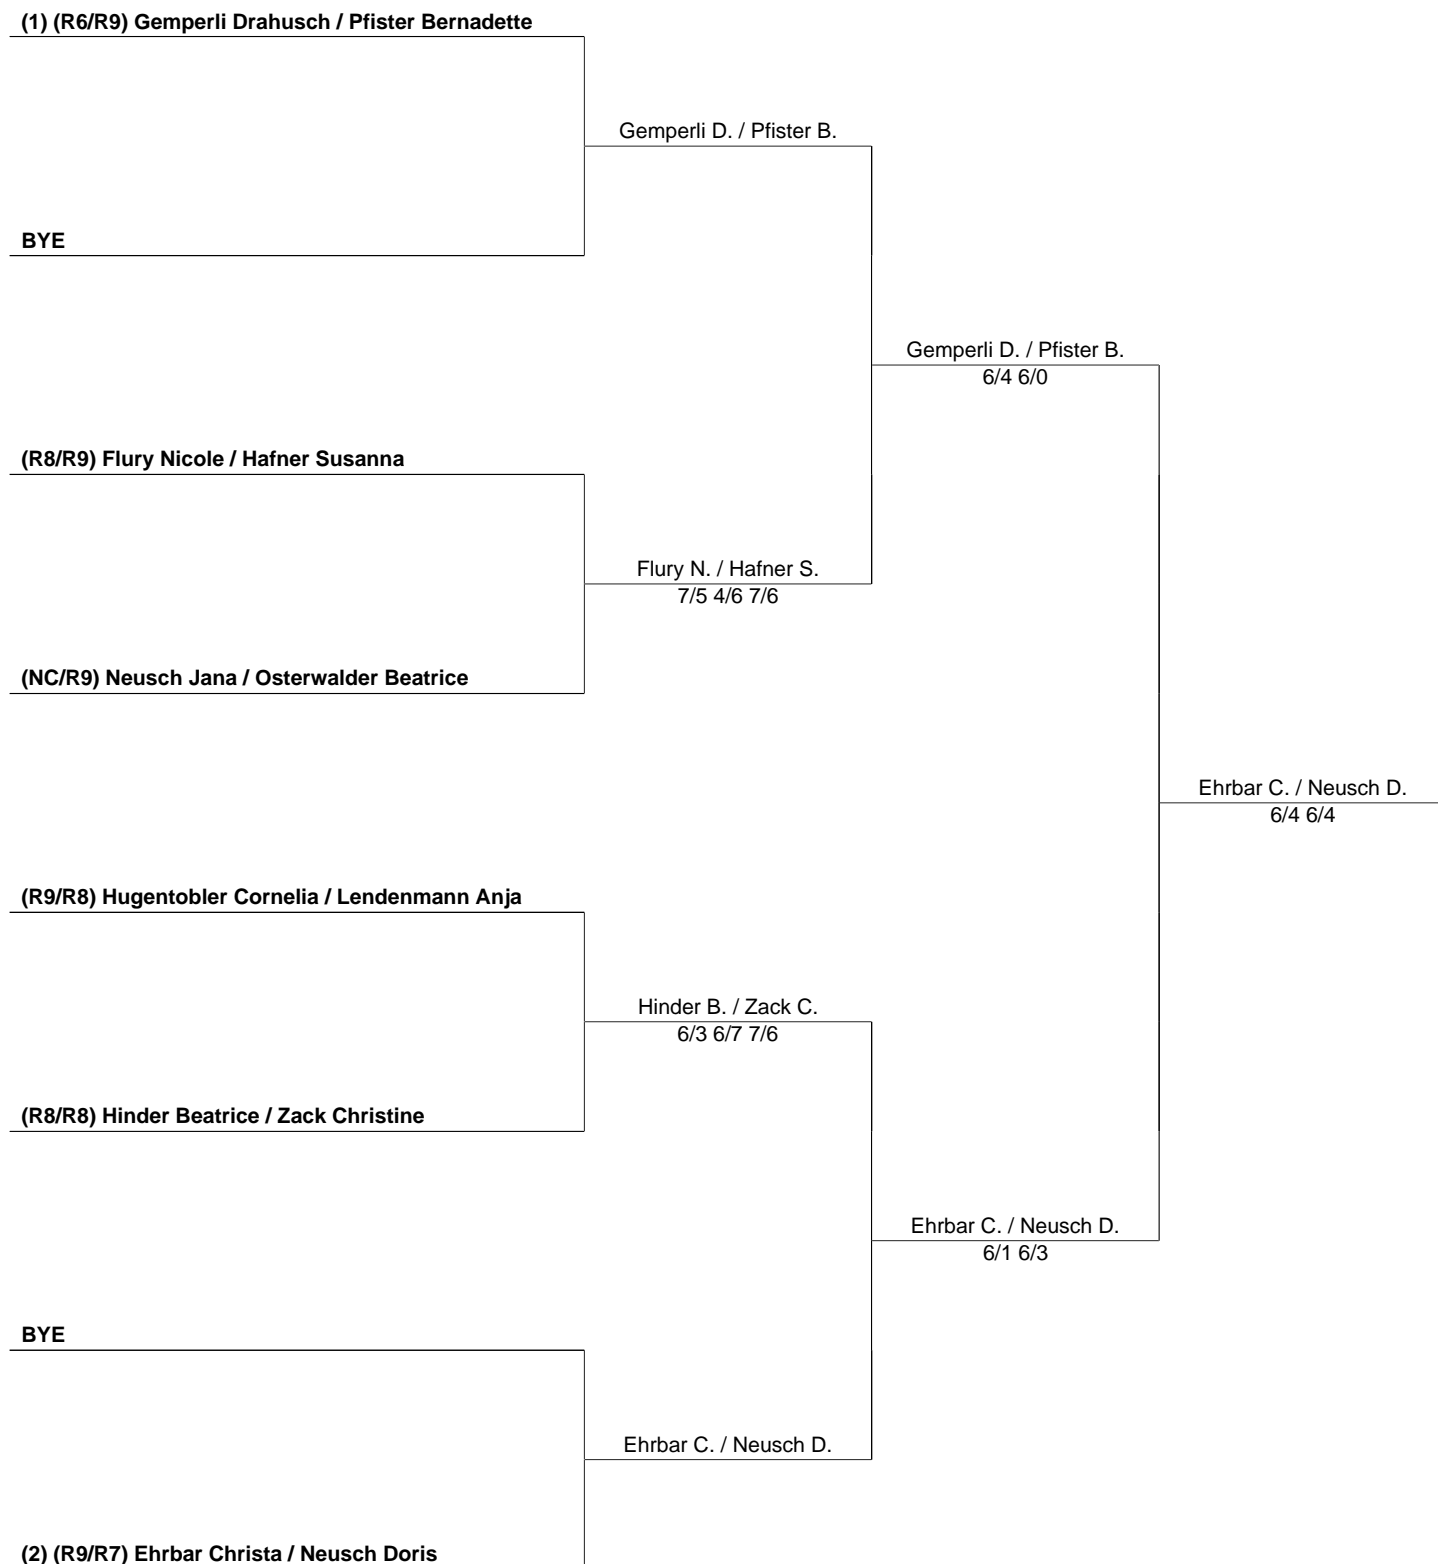 (1) (R6/R9) Gemperli Drahusch / Pfister Bernadette
Gemperli D. / Pfister B.
BYE
Gemperli D. / Pfister B.
6/4 6/0
(R8/R9) Flury Nicole / Hafner Susanna
Flury N. / Hafner S.
7/5 4/6 7/6
(NC/R9) Neusch Jana / Osterwalder Beatrice
Ehrbar C. / Neusch D.
6/4 6/4
(R9/R8) Hugentobler Cornelia / Lendenmann Anja
Hinder B. / Zack C.
6/3 6/7 7/6
(R8/R8) Hinder Beatrice / Zack Christine
Ehrbar C. / Neusch D.
6/1 6/3
BYE
Ehrbar C. / Neusch D.
(2) (R9/R7) Ehrbar Christa / Neusch Doris